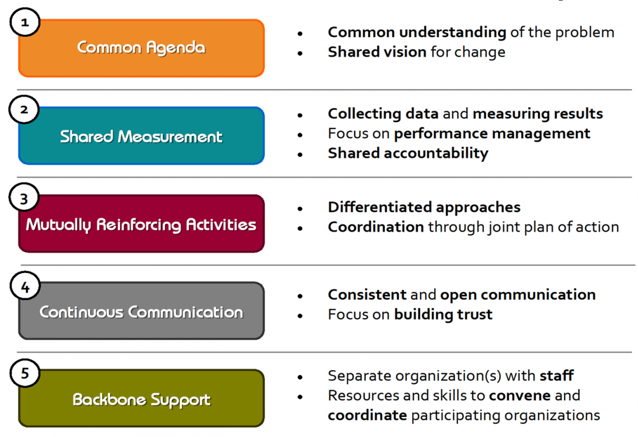 1
Common Agenda
• Common understanding of the problem
• Shared vision for change
2
Shared Measurement
• Collecting data and measuring results
• Focus on performance management
• Shared accountability
3
Mutually Reinforcing Activities
• Differentiated approaches
• Coordination through joint plan of action
4
Continuous Communication
• Consistent and open communication
• Focus on building trust
5
Backbone Support
• Separate organization(s) with staff
• Resources and skills to convene and
coordinate participating organizations